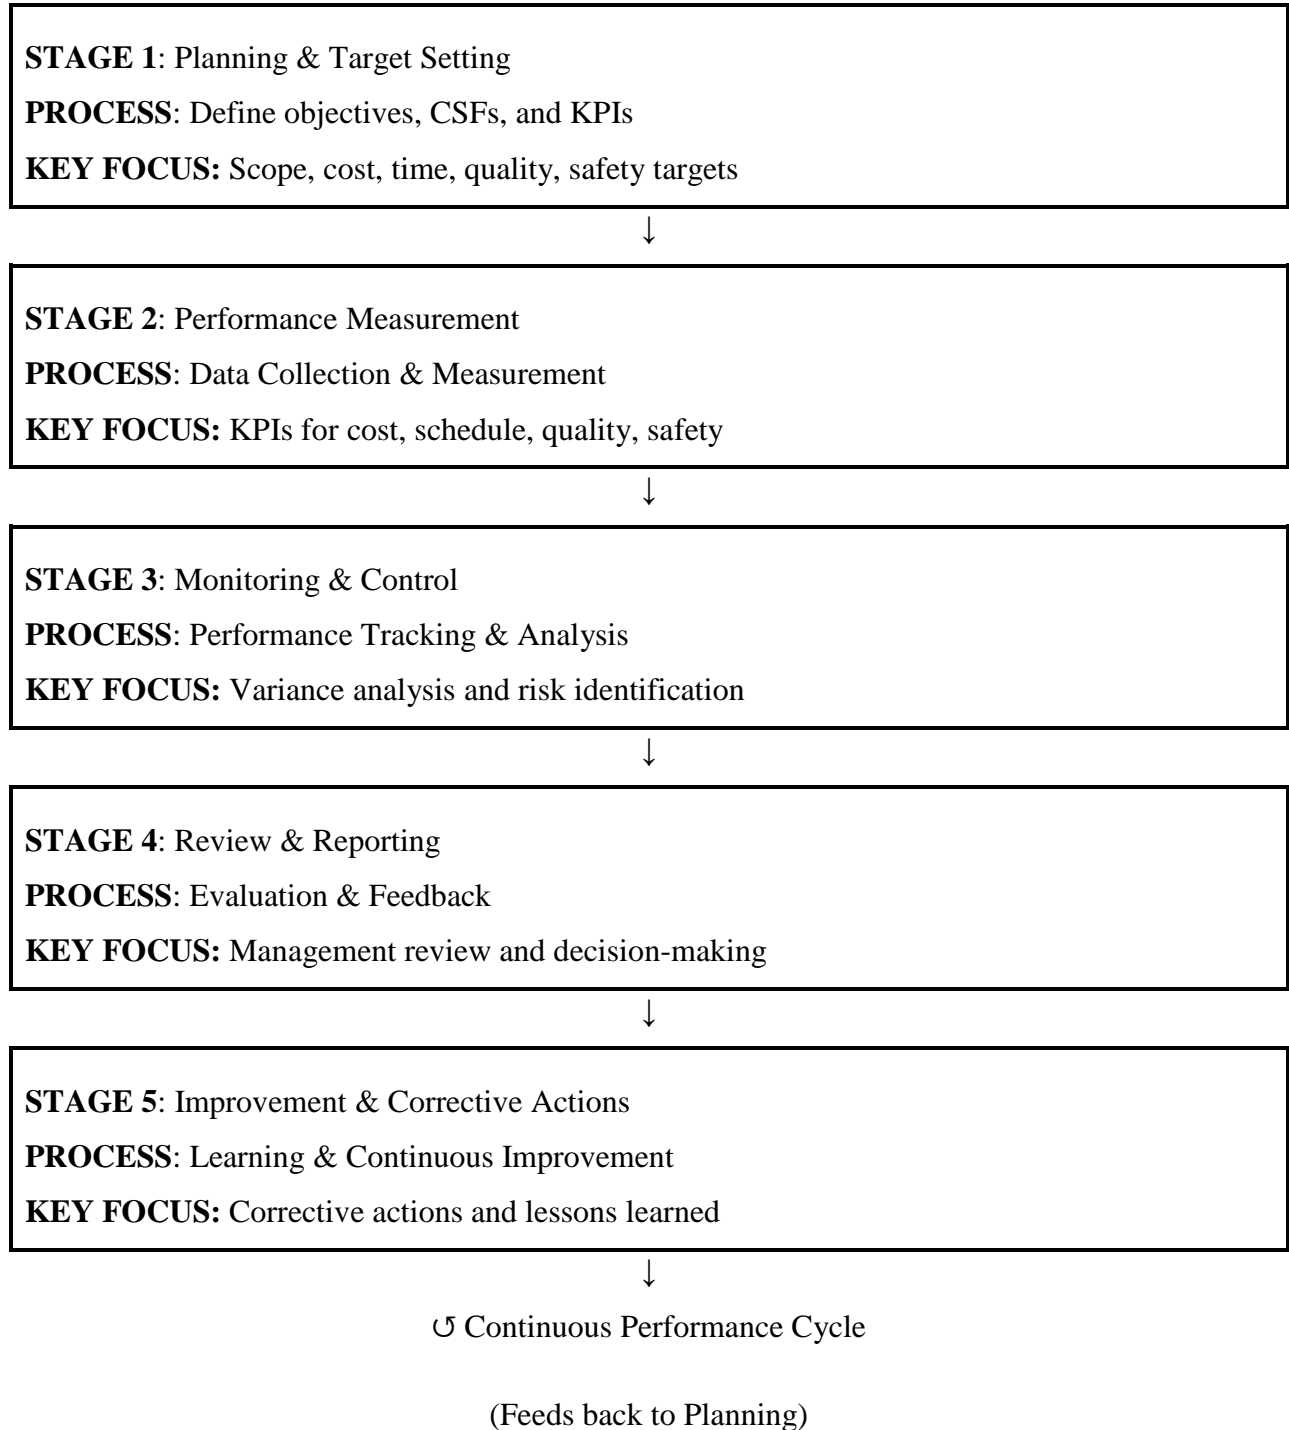 STAGE 1: Planning & Target Setting
PROCESS: Define objectives, CSFs, and KPIs
KEY FOCUS: Scope, cost, time, quality, safety targets
↓
STAGE 2: Performance Measurement
PROCESS: Data Collection & Measurement
KEY FOCUS: KPIs for cost, schedule, quality, safety
↓
STAGE 3: Monitoring & Control
PROCESS: Performance Tracking & Analysis
KEY FOCUS: Variance analysis and risk identification
↓
STAGE 4: Review & Reporting
PROCESS: Evaluation & Feedback
KEY FOCUS: Management review and decision-making
↓
STAGE 5: Improvement & Corrective Actions
PROCESS: Learning & Continuous Improvement
KEY FOCUS: Corrective actions and lessons learned
↓
↺ Continuous Performance Cycle
(Feeds back to Planning)